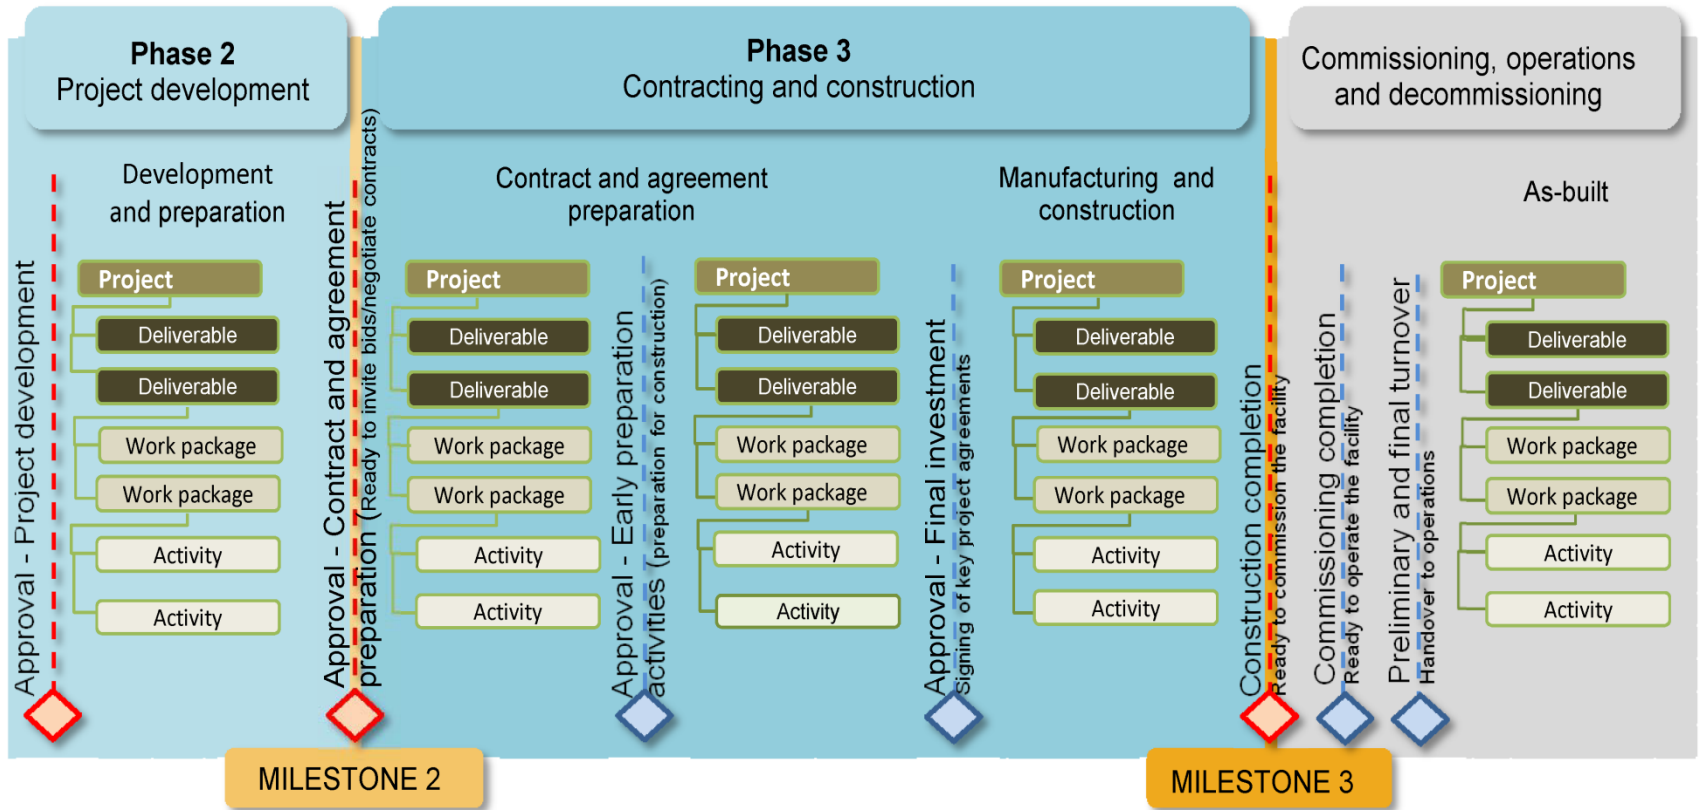 Phase 2
Project development
Phase 3
Contracting and construction
Commissioning, operations
and decommissioning
Development
and preparation
Contract and agreement
preparation
Manufacturing and
construction
As-built
Approval - Project development
Project
Deliverable
Deliverable
Work package
Work package
Activity
Activity
Approval - Contract and agreement
preparation (Ready to invite bids/negotiate contracts)
Project
Deliverable
Deliverable
Work package
Work package
Activity
Activity
Approval - Early preparation
activities (preparation for construction)
Project
Deliverable
Deliverable
Work package
Work package
Activity
Activity
Approval - Final investment
Signing of key project agreements
Project
Deliverable
Deliverable
Work package
Work package
Activity
Activity
Construction completion
Ready to commission the facility
Commissioning completion
Ready to operate the facility
Preliminary and final turnover
Handover to operations
Project
Deliverable
Deliverable
Work package
Work package
Activity
Activity
MILESTONE 2
MILESTONE 3